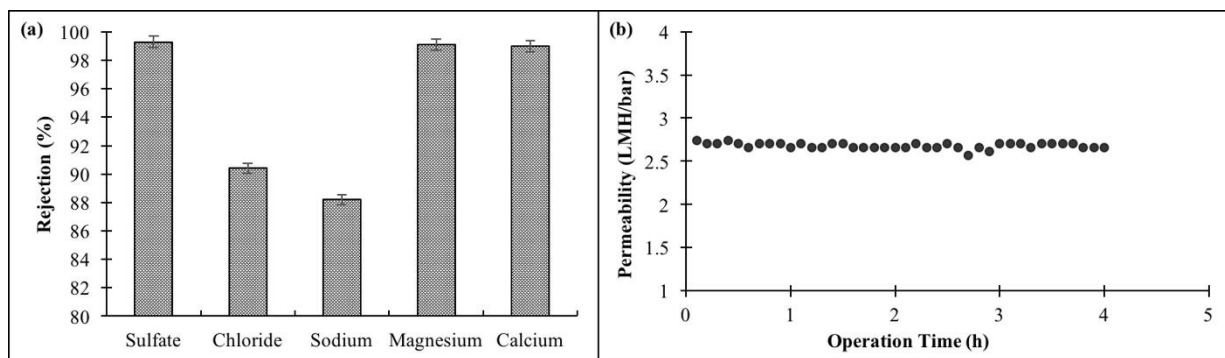 (a)
100
98
96
94
92
90
88
86
84
82
80
Rejection (%)
Sulfate Chloride Sodium Magnesium Calcium
(b)
4
3.5
3
2.5
2
1.5
1
Permeability (LMH/bar)
0 1 2 3 4 5
Operation Time (h)